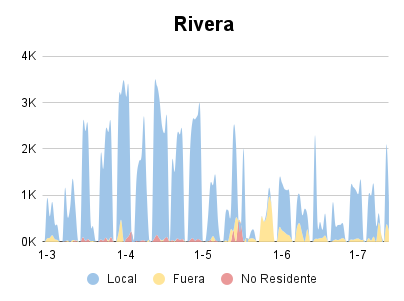 Rivera
4K
3K
2K
1K
0K
1-3 1-4 1-5 1-6 1-7
Local Fuera No Residente